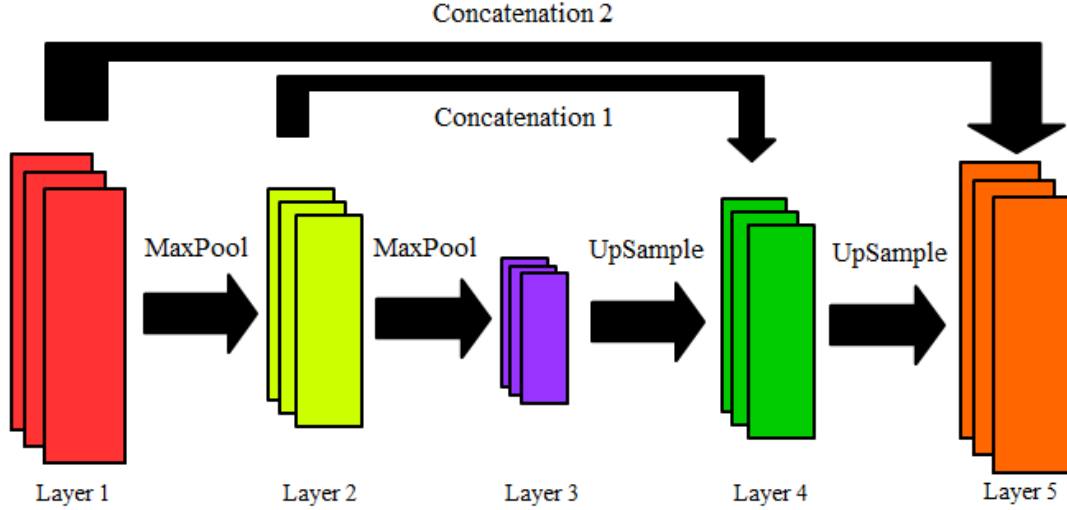 Concatenation 2
Concatenation 1
MaxPool
MaxPool
UpSample
UpSample
Layer 1
Layer 2
Layer 3
Layer 4
Layer 5